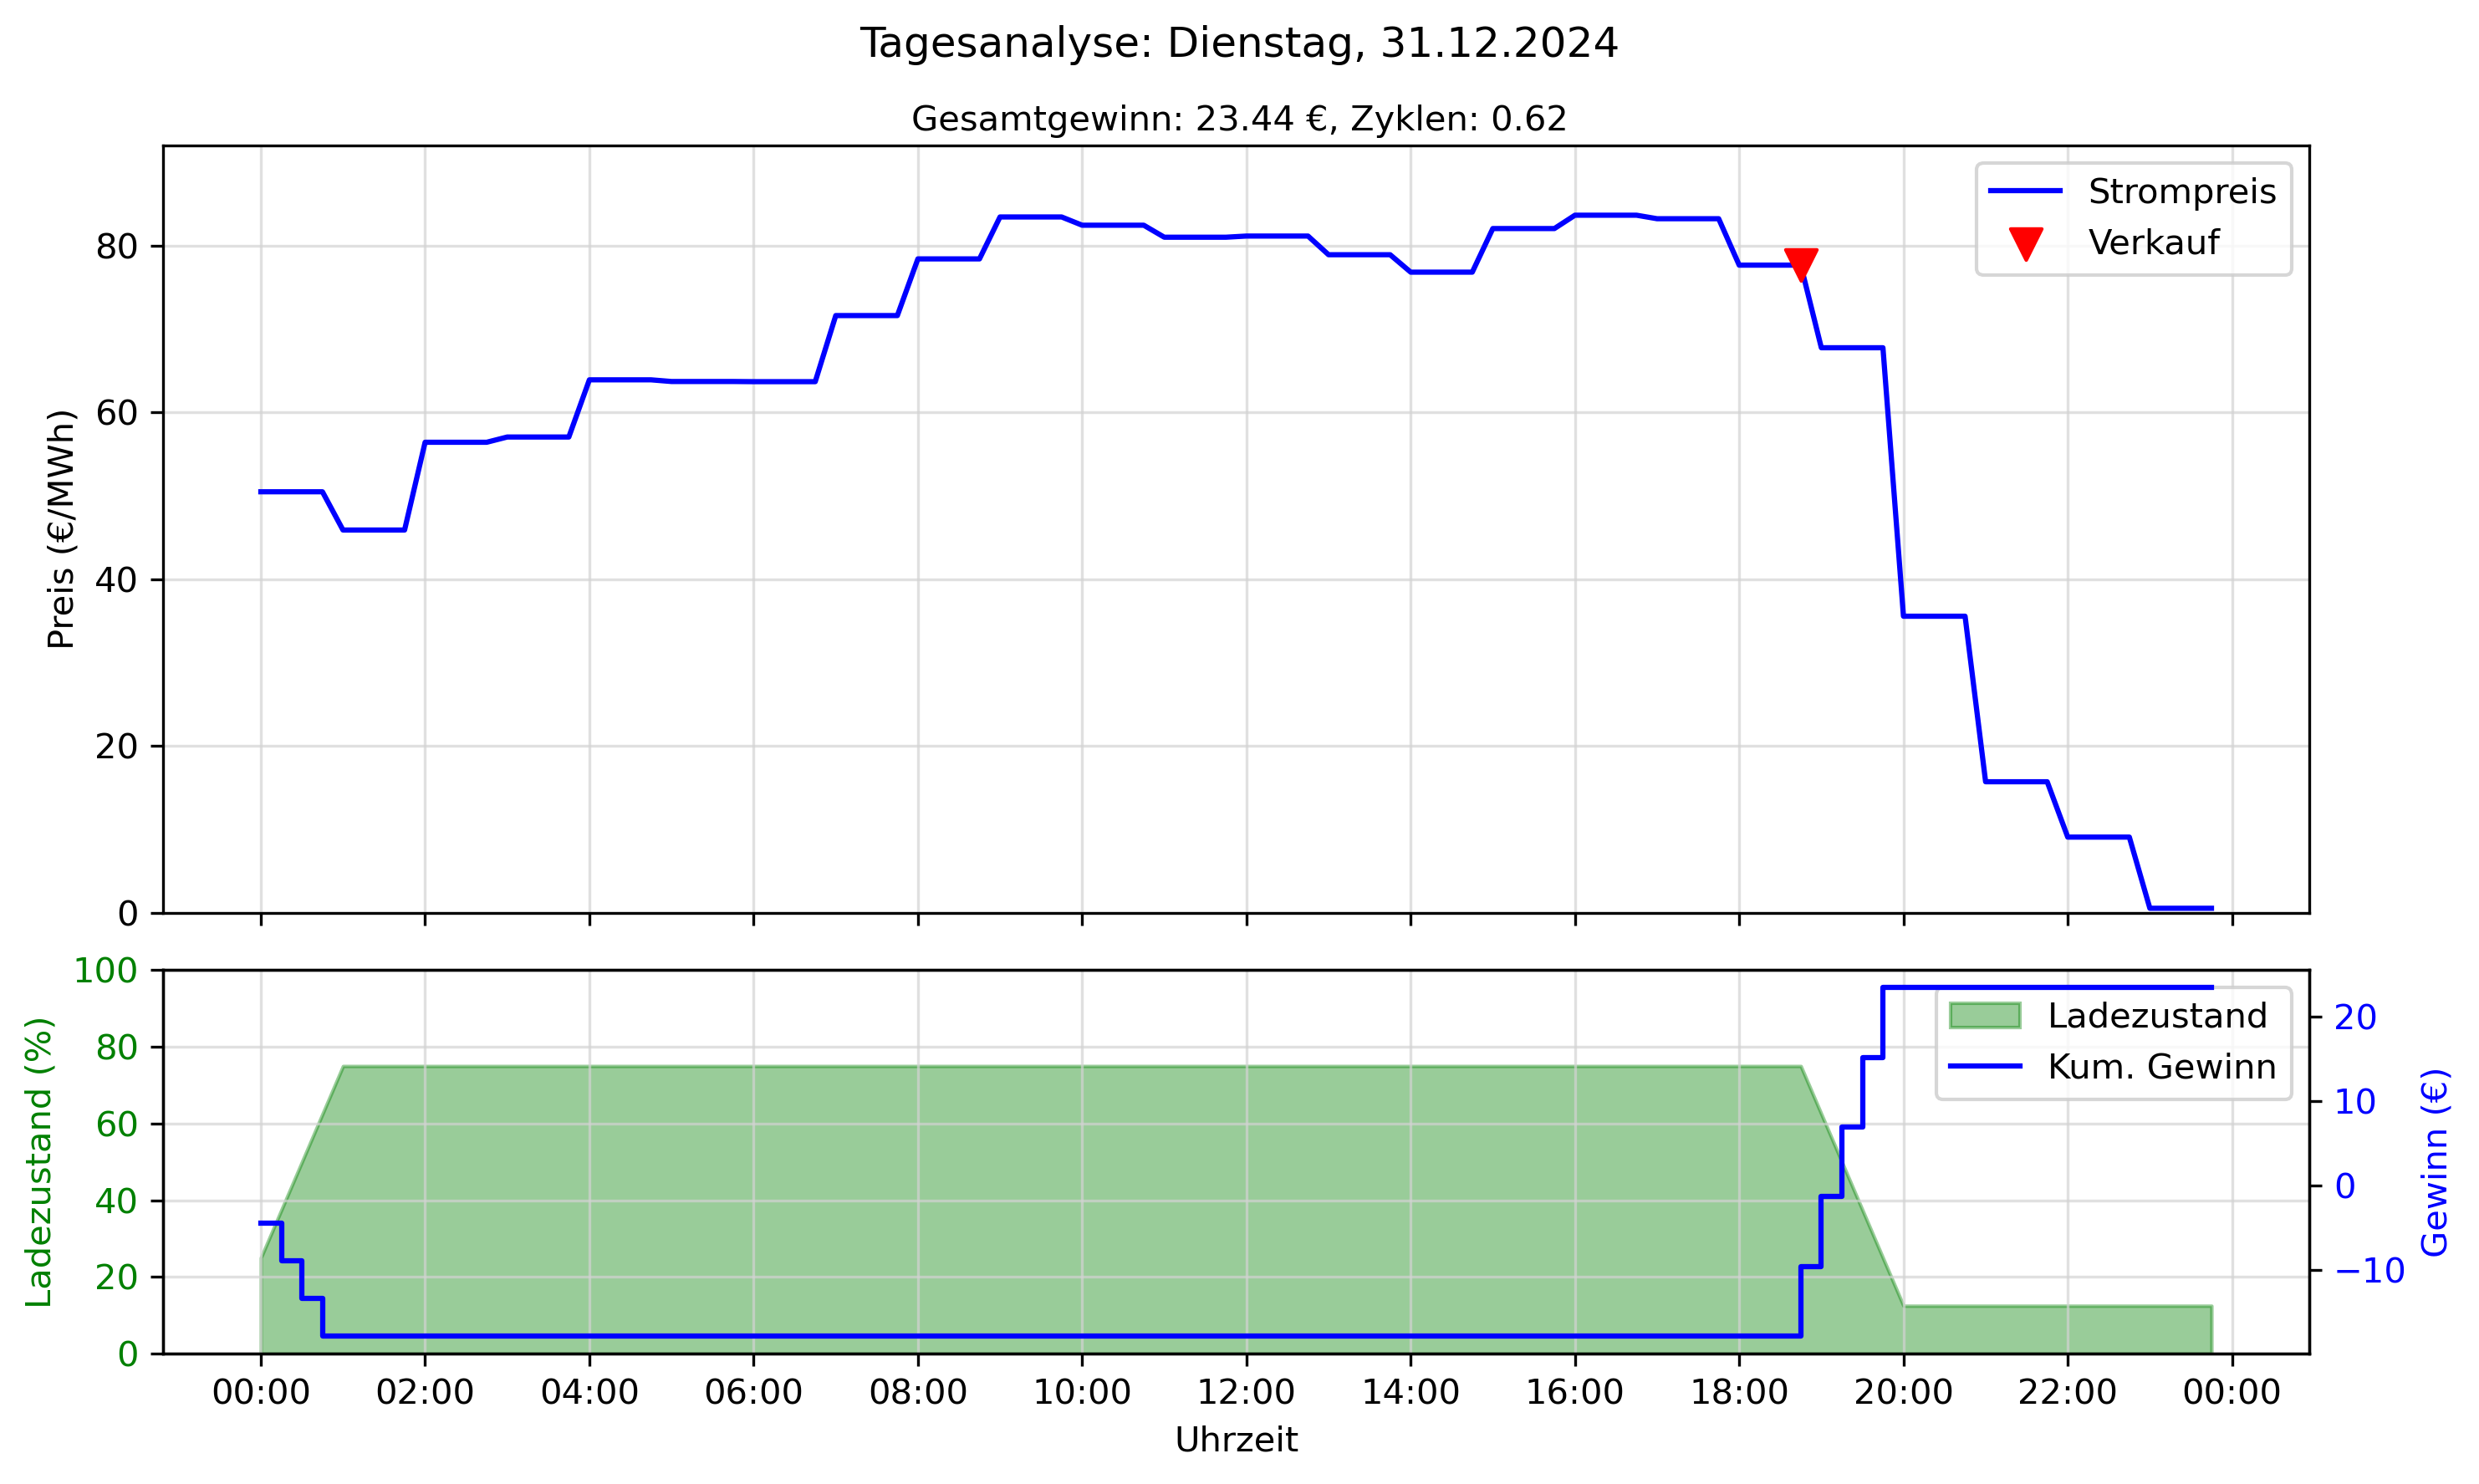 Tagesanalyse: Dienstag, 31.12.2024
Gesamtgewinn: 23.44 €, Zyklen: 0.62
Strompreis
Verkauf
Preis (€/MWh)
80
60
40
20
0
Ladezustand (%)
100
80
60
40
20
0
Ladezustand
Kum. Gewinn
20
10
0
−10
Gewinn (€)
00:00 02:00 04:00 06:00 08:00 10:00 12:00 14:00 16:00 18:00 20:00 22:00 00:00
Uhrzeit